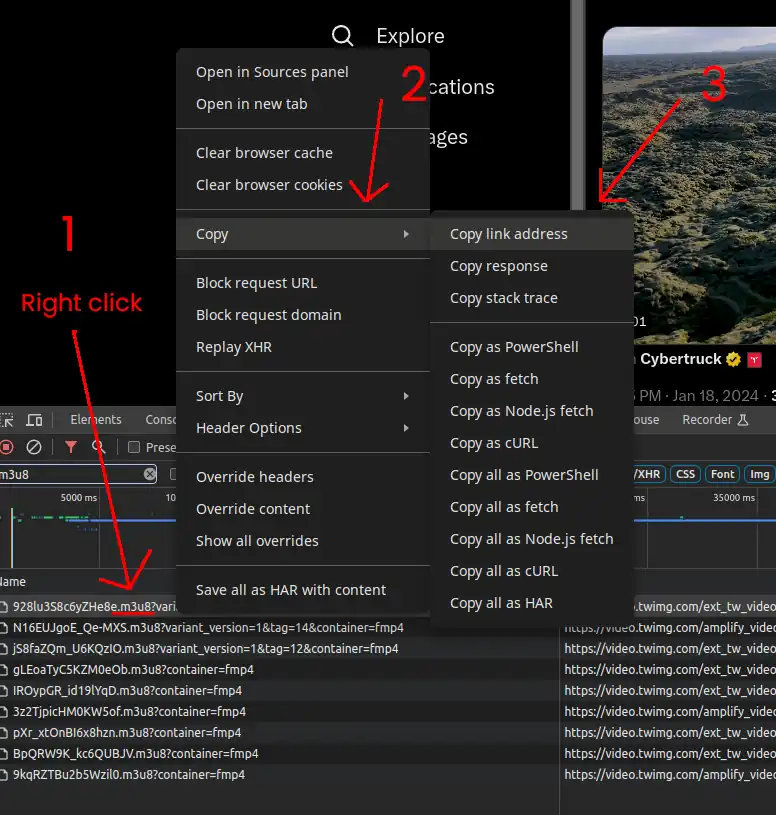 Explore
cations
ages
Open in Sources panel
Open in new tab
Clear browser cache
Clear browser cookies
Copy
Block request URL
Block request domain
Replay XHR
Sort By
Header Options
Override headers
Override content
Show all overrides
Save all as HAR with content
Copy link address
Copy response
Copy stack trace
Copy as PowerShell
Copy as fetch
Copy as Node.js fetch
Copy as cURL
Copy all as PowerShell
Copy all as fetch
Copy all as Node.js fetch
Copy all as cURL
Copy all as HAR
1
Right click
2
3
01
Cybertruck
PM · Jan 18, 2024 ·
Elements
Conso
ouse
Recorder
Prese
m3u8
/XHR
CSS
Font
Img
5000 ms
10
ms
35000 ms
Name
928lu3S8c6yZHe8e.m3u8?vari
https://video.twimg.com/ext_tw_video
N16EUJgoE_Qe-MXS.m3u8?variant_version=1&tag=14&container=fmp4
https://video.twimg.com/amplify_video
jS8faZQm_U6KQzIO.m3u8?variant_version=1&tag=12&container=fmp4
https://video.twimg.com/ext_tw_video
gLEoaTyC5KZM0eOb.m3u8?container=fmp4
https://video.twimg.com/ext_tw_video
IROypGR_id19lYqD.m3u8?container=fmp4
https://video.twimg.com/ext_tw_video
3z2TjpicHM0KW5of.m3u8?container=fmp4
https://video.twimg.com/amplify_video
pXr_xtOnBI6x8hzn.m3u8?container=fmp4
https://video.twimg.com/ext_tw_video
BpQRW9K_kc6QUBJV.m3u8?container=fmp4
https://video.twimg.com/ext_tw_video
9kqRZTBu2b5Wzil0.m3u8?container=fmp4
https://video.twimg.com/amplify_video